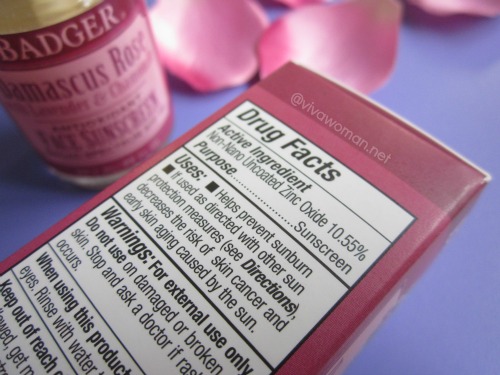 BADGER
Damascus Rose
@vivawoman.net
Drug Facts
Active Ingredient
Non-Nano Uncoated Zinc Oxide 10.55%
Purpose..................... Sunscreen
Uses: ■ Helps prevent sunburn
■ if used as directed with other sun
protection measures (see Directions),
decreases the risk of skin cancer and
early skin aging caused by the sun.
Warnings: For external use only
Do not use on damaged or broken
skin. Stop and ask a doctor if
occurs.
When using this product
eyes. Rinse with water
Keep out of reach
get